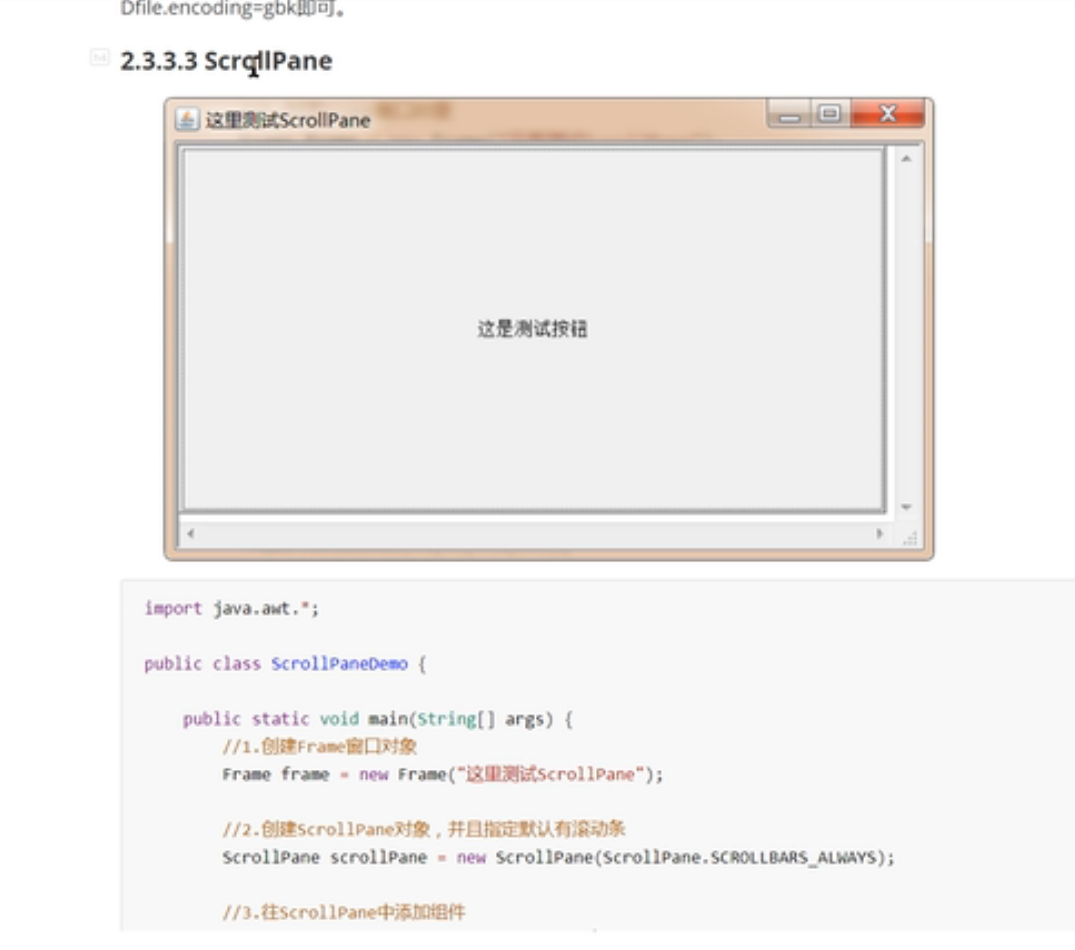 Dfile.encoding=gbk即可。
2.3.3.3 ScrollPane
这里测试ScrollPane
这是测试按钮
import java.awt.*;
public class ScrollPaneDemo {
public static void main(String[] args) {
//1.创建Frame窗口对象
Frame frame = new Frame("这里测试ScrollPane");
//2.创建ScrollPane对象，并且指定默认有滚动条
ScrollPane scrollPane = new ScrollPane(ScrollPane.SCROLLBARS_ALWAYS);
//3.往ScrollPane中添加组件